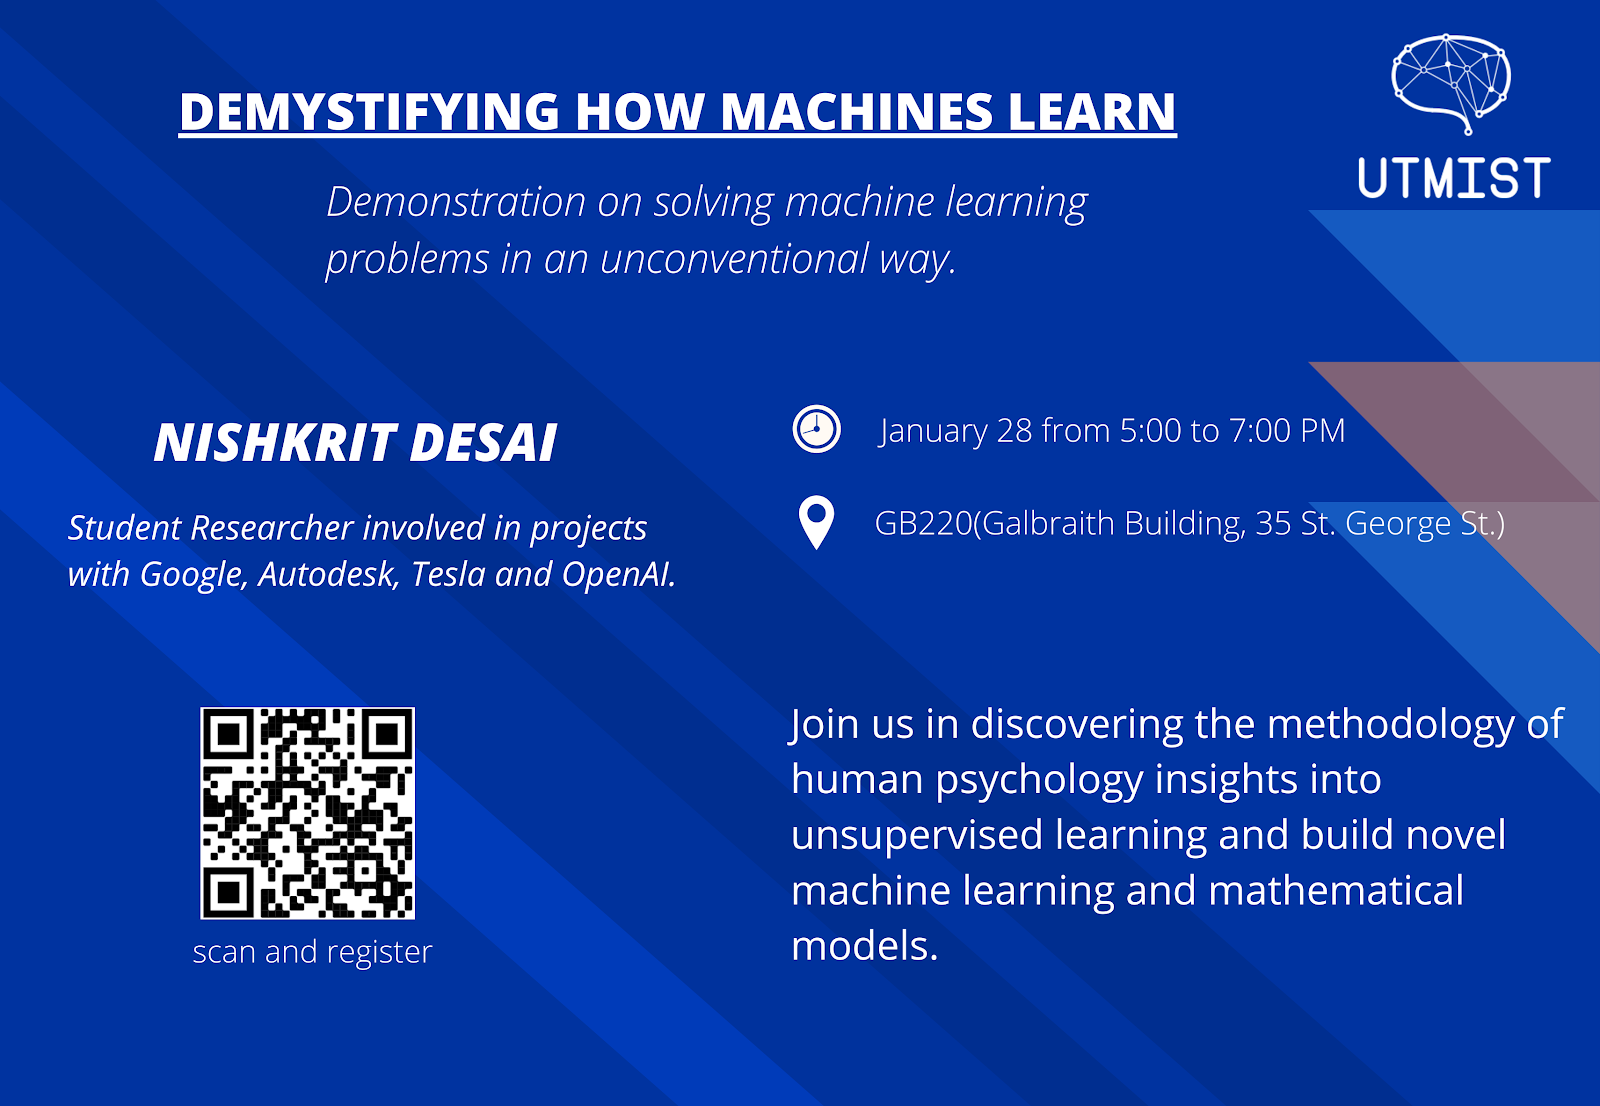 DEMYSTIFYING HOW MACHINES LEARN
UTMIST
Demonstration on solving machine learning
problems in an unconventional way.
NISHKRIT DESAI
Student Researcher involved in projects
with Google, Autodesk, Tesla and OpenAI.
January 28 from 5:00 to 7:00 PM
GB220(Galbraith Building, 35 St. George St.)
scan and register
Join us in discovering the methodology of
human psychology insights into
unsupervised learning and build novel
machine learning and mathematical
models.